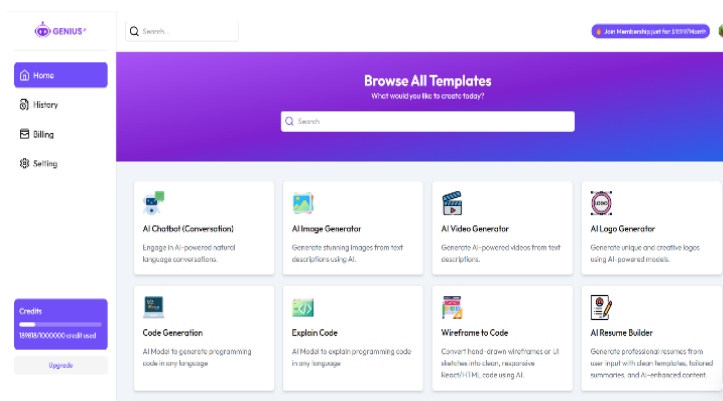 GENIUS^
Search...
Join Membership just for
Home
History
Billing
Setting
Browse All Templates
What would you like to create today?
Search
AI Chatbot (Conversation)
Engage in AI-powered natural
language conversations.
AI Image Generator
Generate stunning images from text
descriptions using AI.
AI Video Generator
Generate AI-powered videos from text
descriptions.
AI Logo Generator
Generate unique and creative logos
using AI-powered models.
LOGO
Code Generation
AI Model to generate programming
code in any language
Explain Code
AI Model to explain programming code
in any language
Wireframe to Code
Convert hand-drawn wireframes or UI
sketches into clean, responsive
React/HTML code using AI.
AI Resume Builder
Generate professional resumes from
user input with clean templates, tailored
summaries, and AI-enhanced content.
Credits
189818/1000000 credit used
Upgrade